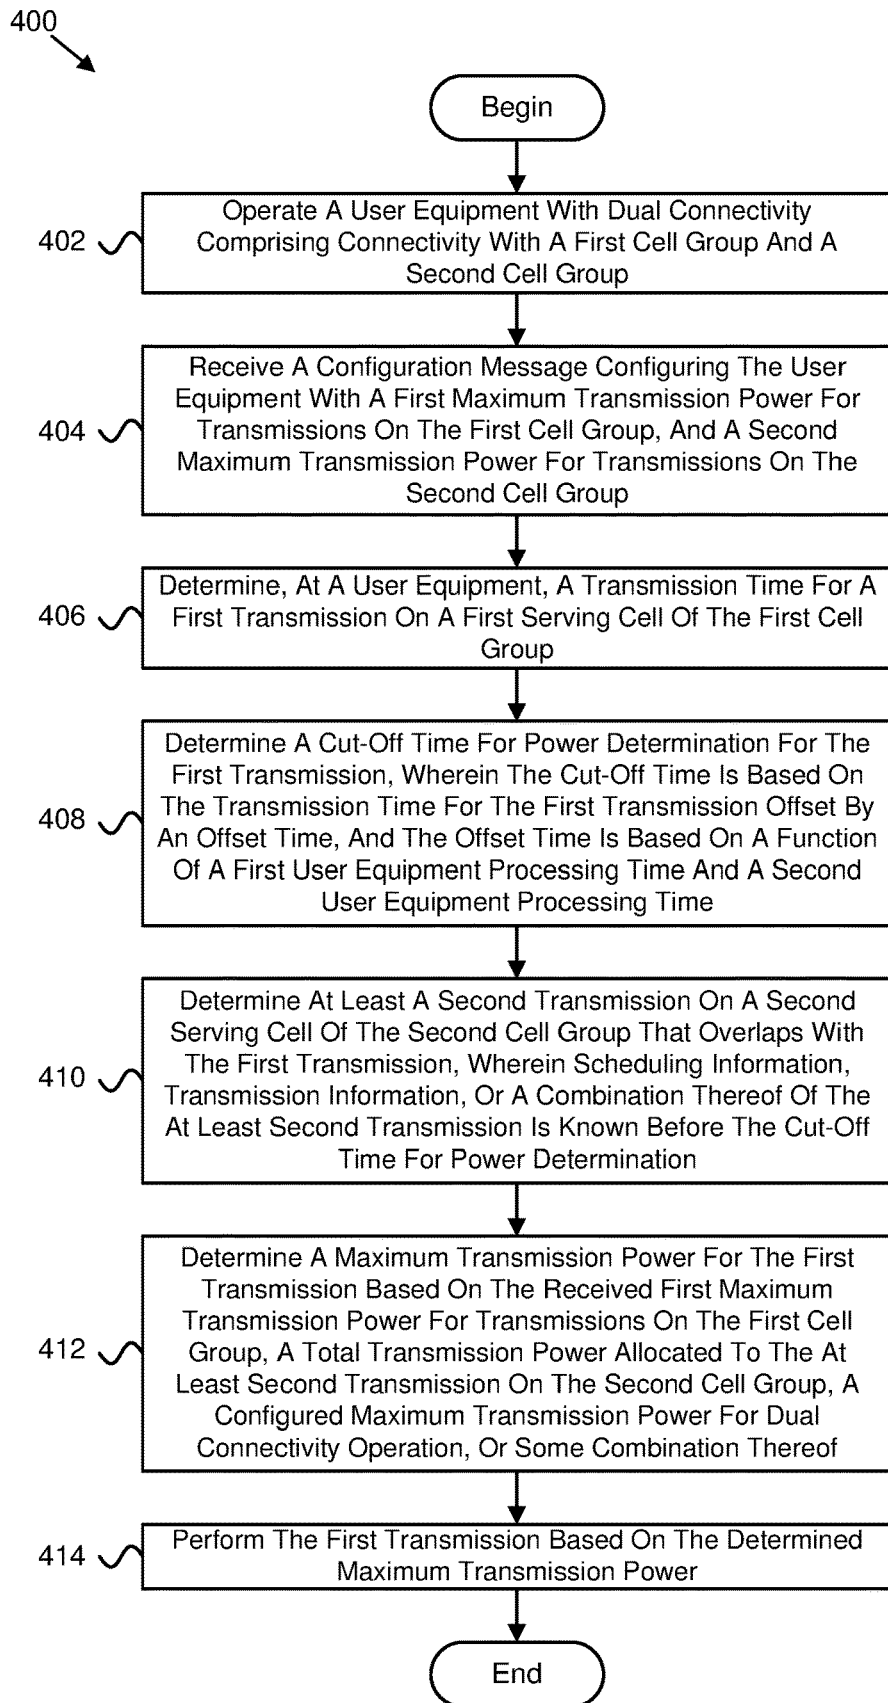 400
Begin
402
Operate A User Equipment With Dual Connectivity
Comprising Connectivity With A First Cell Group And A
Second Cell Group
404
Receive A Configuration Message Configuring The User
Equipment With A First Maximum Transmission Power For
Transmissions On The First Cell Group, And A Second
Maximum Transmission Power For Transmissions On The
Second Cell Group
406
Determine, At A User Equipment, A Transmission Time For A
First Transmission On A First Serving Cell Of The First Cell
Group
408
Determine A Cut-Off Time For Power Determination For The
First Transmission, Wherein The Cut-Off Time Is Based On
The Transmission Time For The First Transmission Offset By
An Offset Time, And The Offset Time Is Based On A Function
Of A First User Equipment Processing Time And A Second
User Equipment Processing Time
410
Determine At Least A Second Transmission On A Second
Serving Cell Of The Second Cell Group That Overlaps With
The First Transmission, Wherein Scheduling Information,
Transmission Information, Or A Combination Thereof Of The
At Least Second Transmission Is Known Before The Cut-Off
Time For Power Determination
412
Determine A Maximum Transmission Power For The First
Transmission Based On The Received First Maximum
Transmission Power For Transmissions On The First Cell
Group, A Total Transmission Power Allocated To The At
Least Second Transmission On The Second Cell Group, A
Configured Maximum Transmission Power For Dual
Connectivity Operation, Or Some Combination Thereof
414
Perform The First Transmission Based On The Determined
Maximum Transmission Power
End